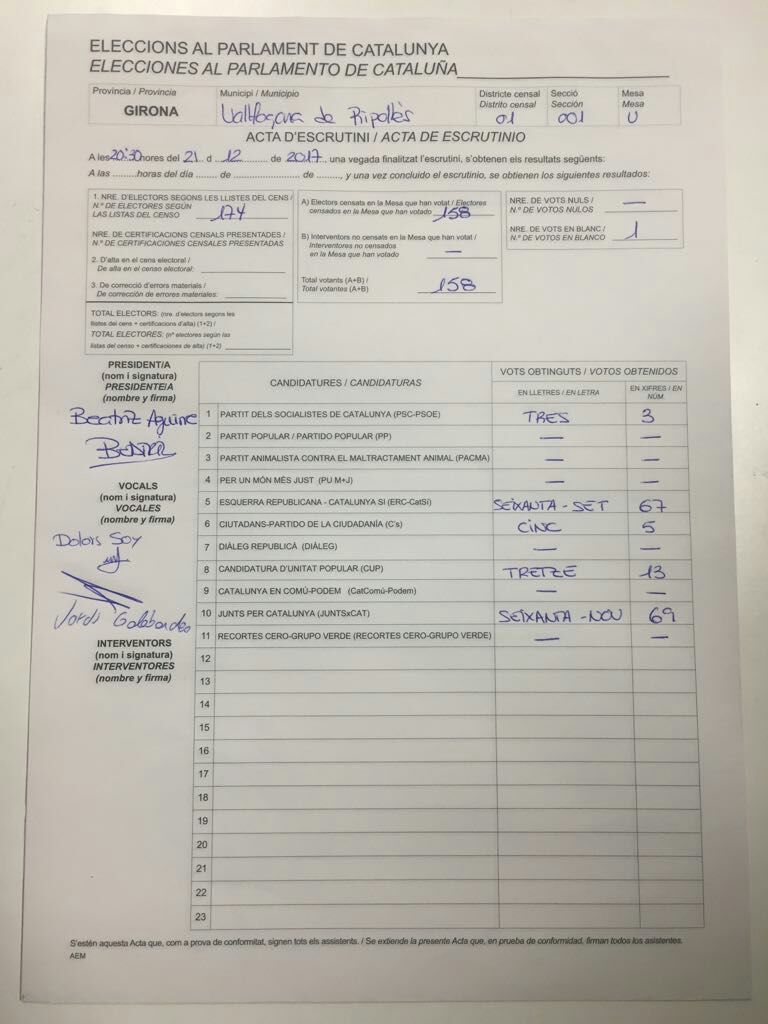 ELECCIONS AL PARLAMENT DE CATALUNYA
ELECCIONES AL PARLAMENTO DE CATALUÑA
Província / Provincia
GIRONA
Municipi / Municipio
Vallfogona de Ripollès
Districte censal
Distrito censal
01
Secció
Sección
001
Mesa
Mesa
U
ACTA D'ESCRUTINI / ACTA DE ESCRUTINIO
A les 20:30 hores del 21 d 12 de 2017, una vegada finalitzat l'escrutini, s'obtenen els resultats següents:
A las .........horas del día ....... de ................... de ........., y una vez concluido el escrutinio, se obtienen los siguientes resultados:
1. NRE. D'ELECTORS SEGONS LES LLISTES DEL CENS /
N.º DE ELECTORES SEGÚN
LAS LISTAS DEL CENSO 174
NRE. DE CERTIFICACIONS CENSALS PRESENTADES /
N.º DE CERTIFICACIONES CENSALES PRESENTADAS
2. D'alta en el cens electoral /
De alta en el censo electoral:
3. De correcció d'errors materials /
De corrección de errores materiales:
TOTAL ELECTORS: (nre. d'electors segons les
llistes del cens + certificacions d'alta) (1+2) /
TOTAL ELECTORES: (nº electores según las
listas del censo + certificaciones de alta) (1+2)
A) Electors censats en la Mesa que han votat / Electores
censados en la Mesa que han votado 158
B) Interventors no censats en la Mesa que han votat /
Interventores no censados
en la Mesa que han votado —
Total votants (A+B) /
Total votantes (A+B) 158
NRE. DE VOTS NULS /
N.º DE VOTOS NULOS —
NRE. DE VOTS EN BLANC /
N.º DE VOTOS EN BLANCO 1
PRESIDENT/A
(nom i signatura)
PRESIDENTE/A
(nombre y firma)
Beatriz Aguirre
VOCALS
(nom i signatura)
VOCALES
(nombre y firma)
Dolors Soy
Jordi
INTERVENTORS
(nom i signatura)
INTERVENTORES
(nombre y firma)
CANDIDATURES / CANDIDATURAS
VOTS OBTINGUTS / VOTOS OBTENIDOS
EN LLETRES / EN LETRA
EN XIFRES / EN NÚM.
1 PARTIT DELS SOCIALISTES DE CATALUNYA (PSC-PSOE) TRES 3
2 PARTIT POPULAR / PARTIDO POPULAR (PP) — —
3 PARTIT ANIMALISTA CONTRA EL MALTRACTAMENT ANIMAL (PACMA) — —
4 PER UN MÓN MÉS JUST (PU M+J) — —
5 ESQUERRA REPUBLICANA - CATALUNYA SI (ERC-CatSí) SEIXANTA - SET 67
6 CIUTADANS-PARTIDO DE LA CIUDADANÍA (C's) CINC 5
7 DIÀLEG REPUBLICÀ (DIÀLEG) — —
8 CANDIDATURA D'UNITAT POPULAR (CUP) TRETZE 13
9 CATALUNYA EN COMÚ-PODEM (CatComú-Podem) — —
10 JUNTS PER CATALUNYA (JUNTSxCAT) SEIXANTA - NOU 69
11 RECORTES CERO-GRUPO VERDE (RECORTES CERO-GRUPO VERDE) — —
12
13
14
15
16
17
18
19
20
21
22
23
S'estén aquesta Acta que, com a prova de conformitat, signen tots els assistents. / Se extiende la presente Acta que, en prueba de conformidad, firman todos los asistentes.
AEM